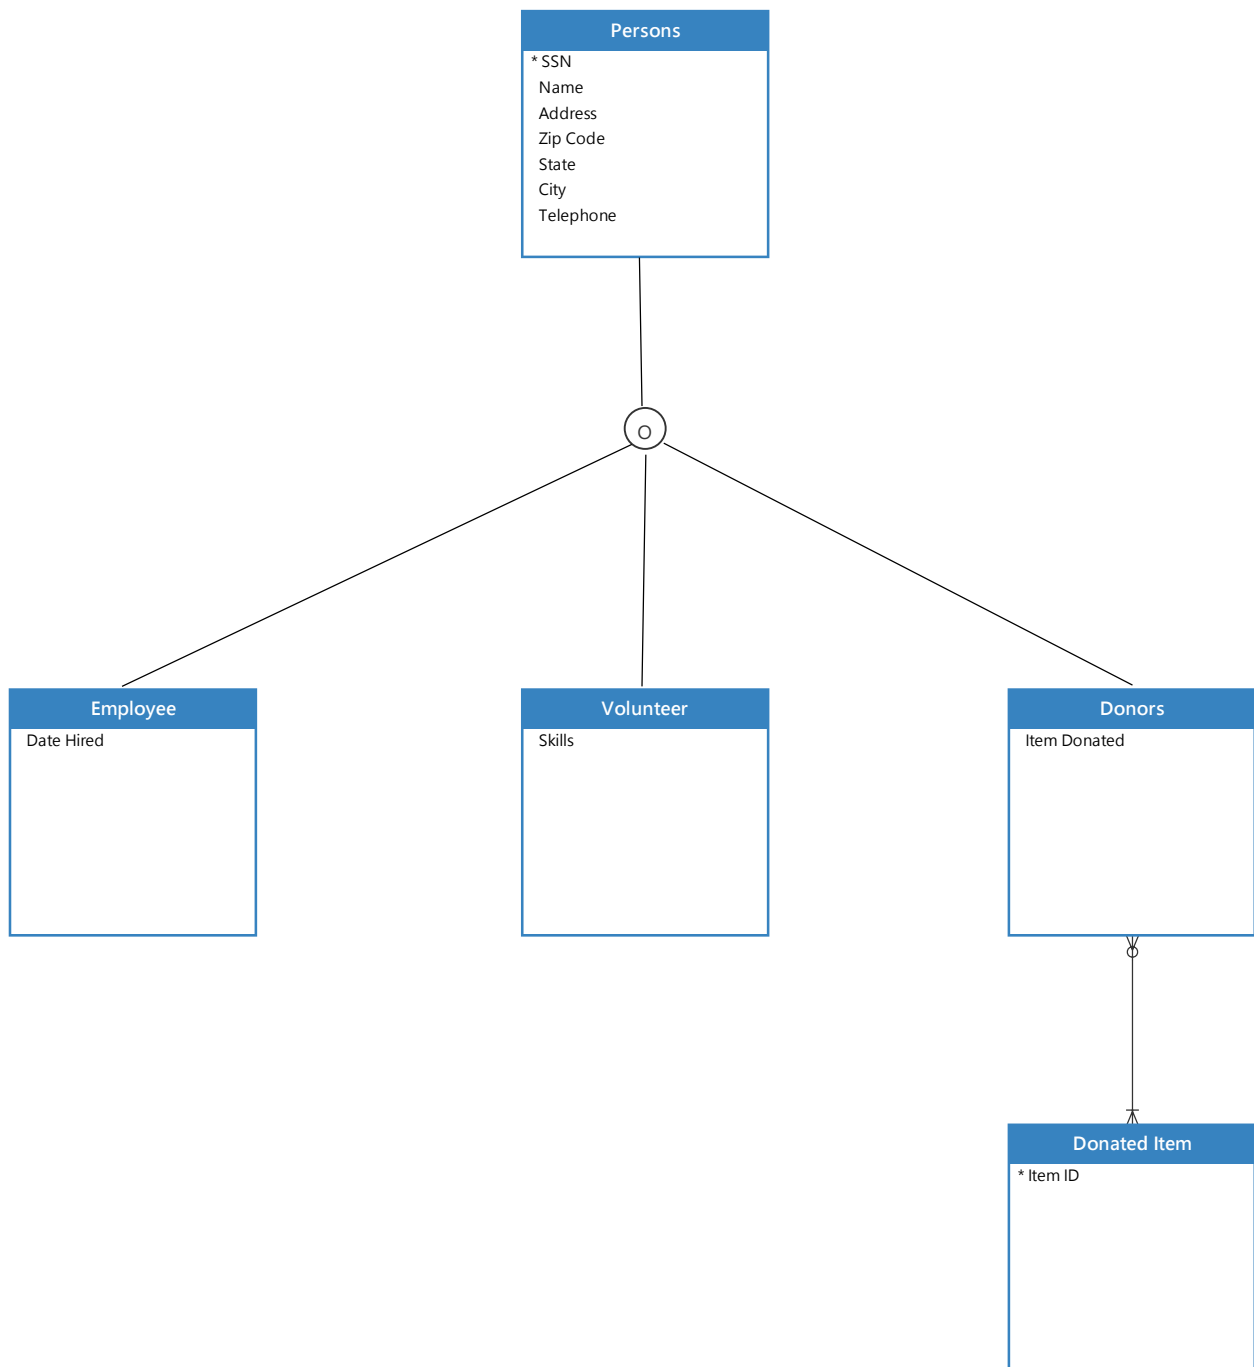 Persons
* SSN
Name
Address
Zip Code
State
City
Telephone
O
Employee
Date Hired
Volunteer
Skills
Donors
Item Donated
Donated Item
* Item ID